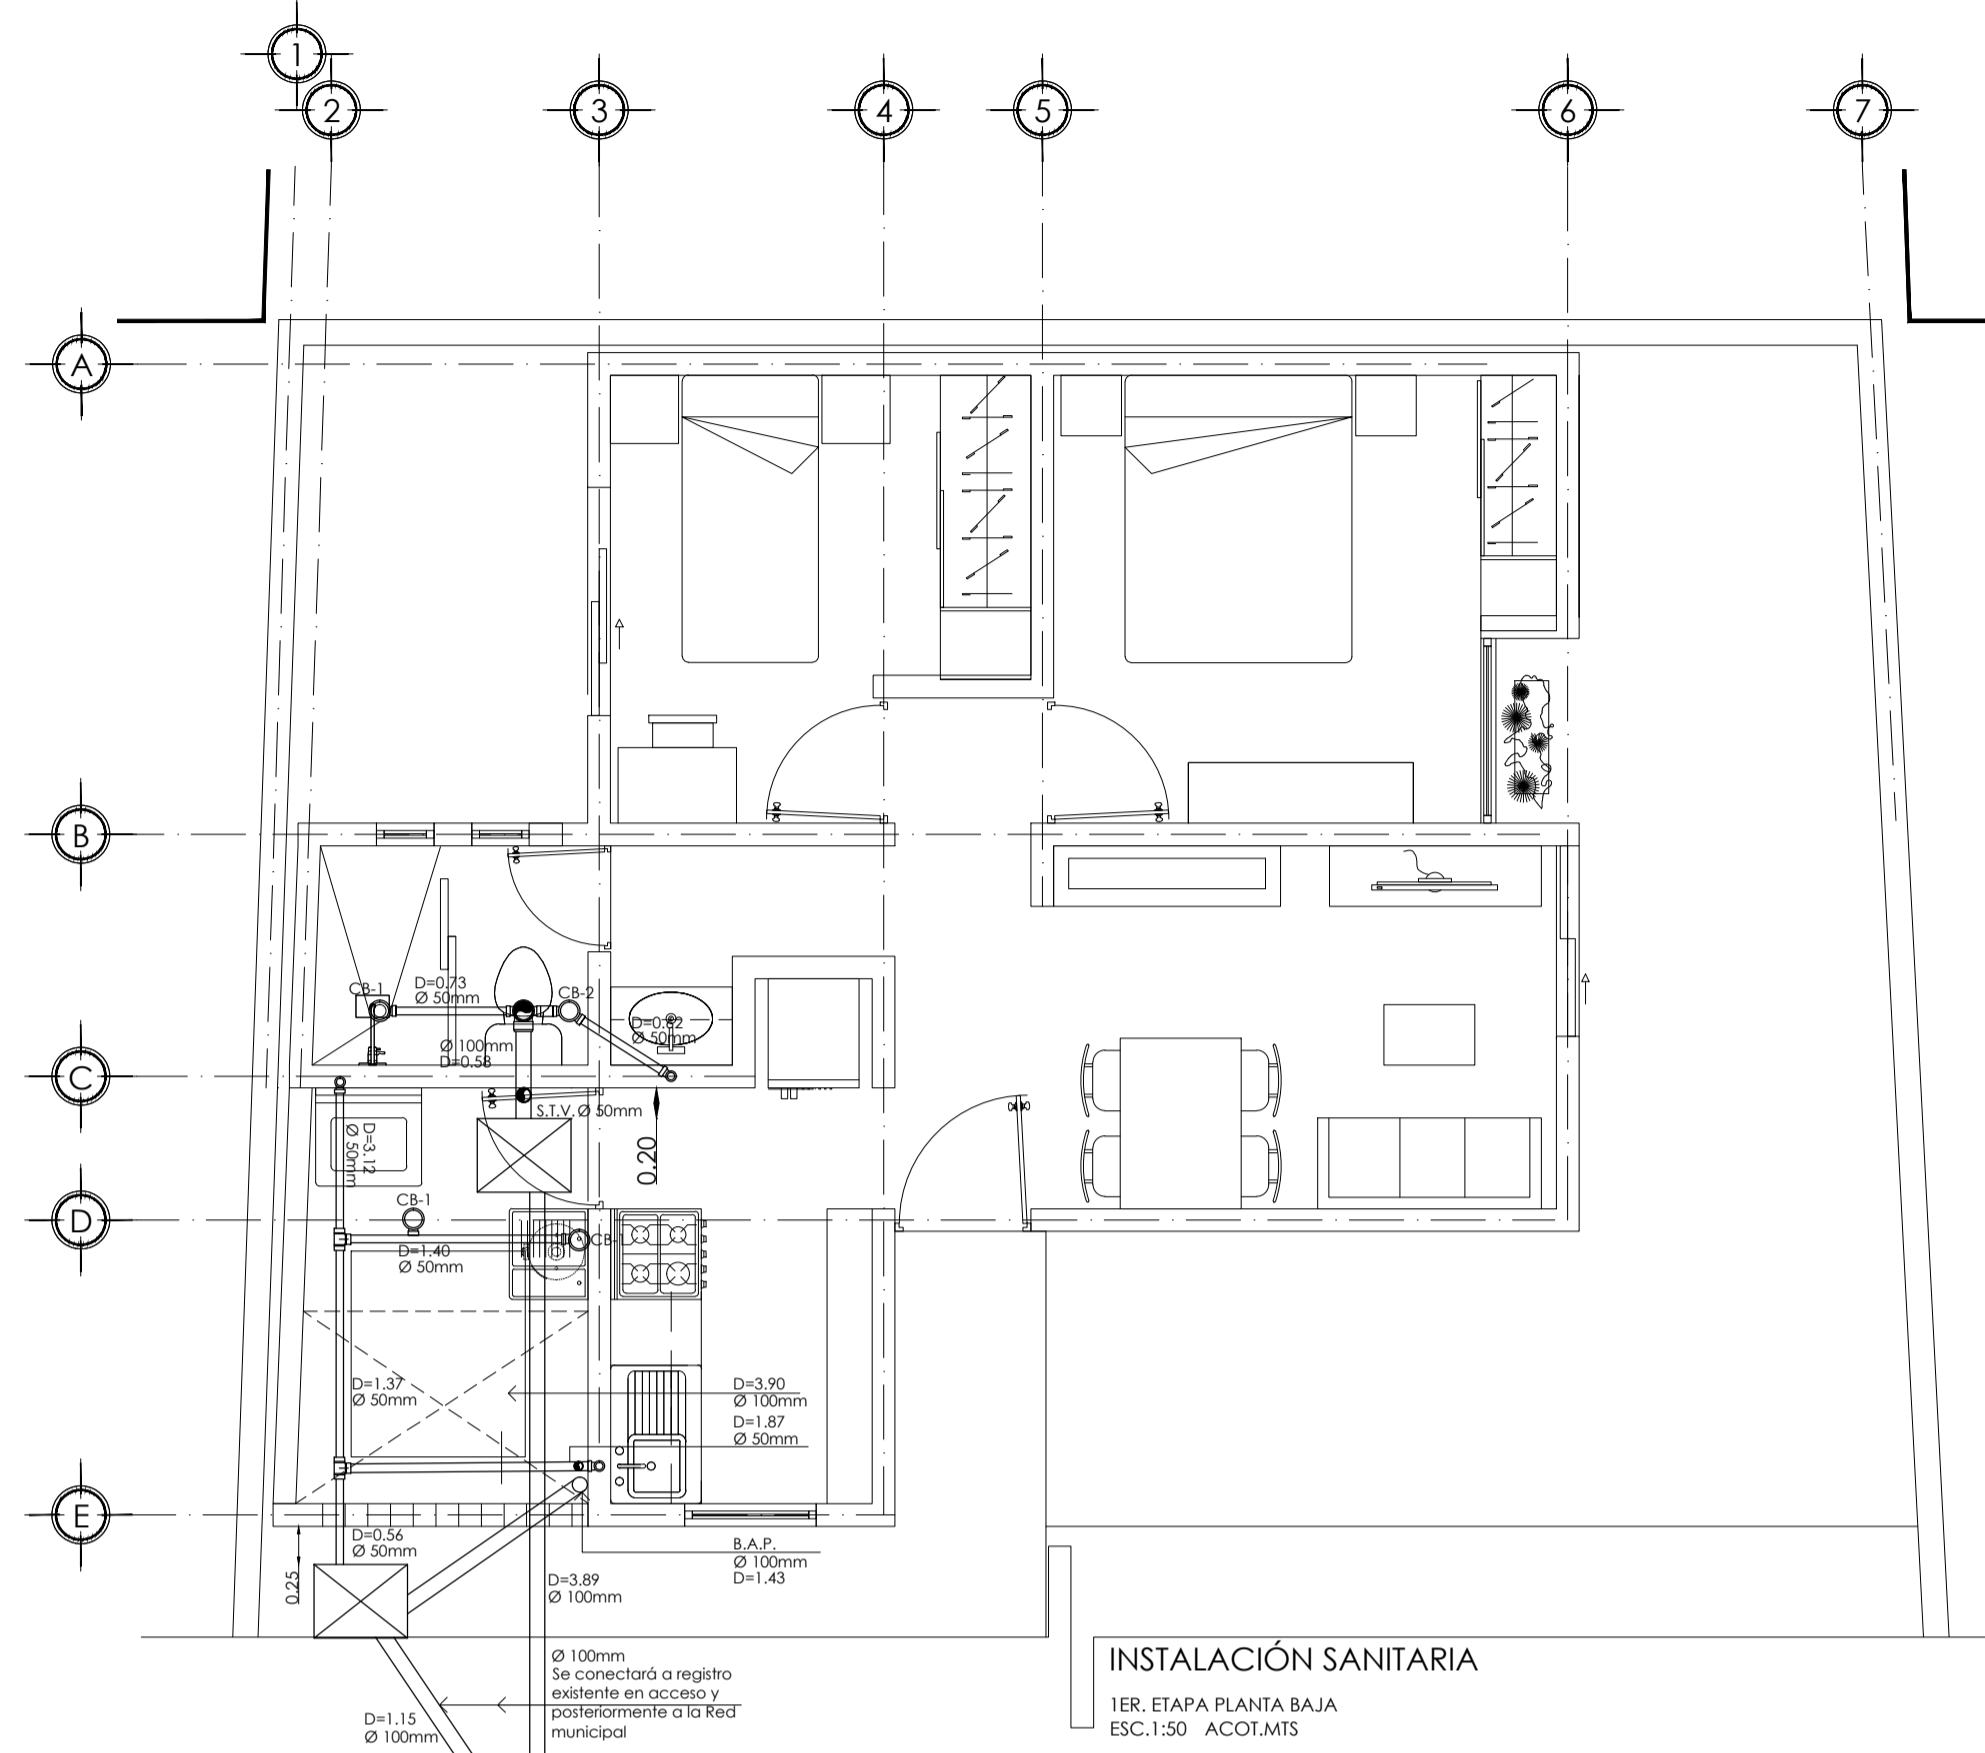 1
2
3
4
5
6
7
A
B
C
D
E
CB-1
D=0.73
Ø 50mm
CB-2
D=0.82
Ø 50mm
Ø 100mm
D=0.58
S.T.V.Ø 50mm
0.20
D=3.12
Ø 50mm
CB-1
D=1.40
Ø 50mm
CB-1
D=1.37
Ø 50mm
D=3.90
Ø 100mm
D=1.87
Ø 50mm
D=0.56
Ø 50mm
0.25
B.A.P.
Ø 100mm
D=1.43
D=3.89
Ø 100mm
Ø 100mm
Se conectará a registro
existente en acceso y
posteriormente a la Red
municipal
D=1.15
Ø 100mm
INSTALACIÓN SANITARIA
1ER. ETAPA PLANTA BAJA
ESC.1:50 ACOT.MTS